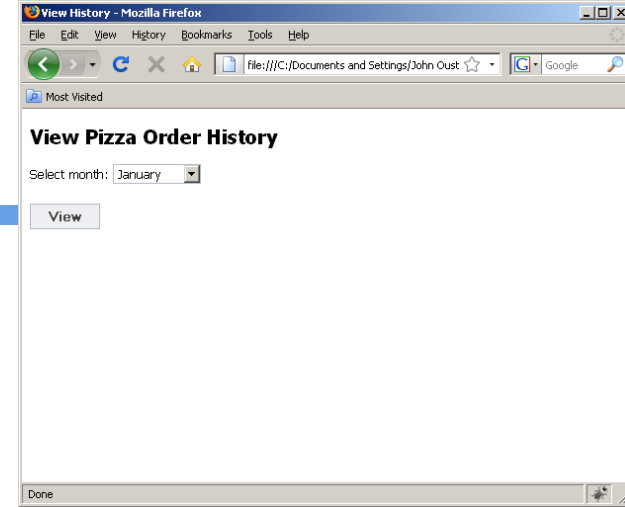 View History - Mozilla Firefox
File Edit View History Bookmarks Tools Help
file:///C:/Documents and Settings/John Oust
Google
Most Visited
View Pizza Order History
Select month: January
View
Done